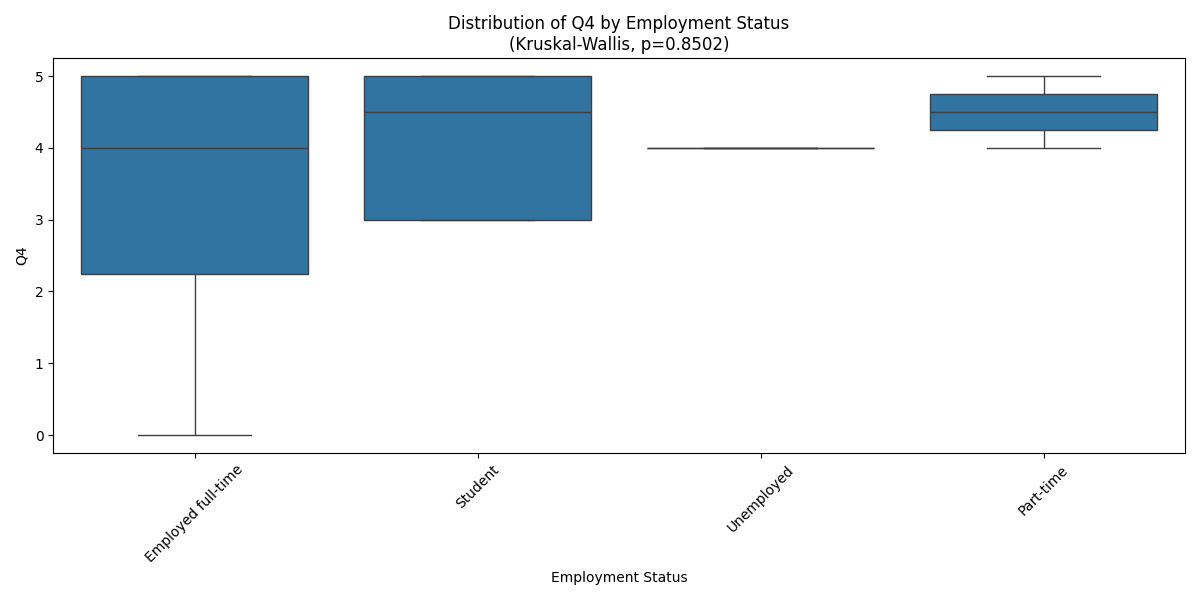 Distribution of Q4 by Employment Status
(Kruskal-Wallis, p=0.8502)
5
4
3
2
1
0
Q4
Employed full-time
Student
Unemployed
Part-time
Employment Status